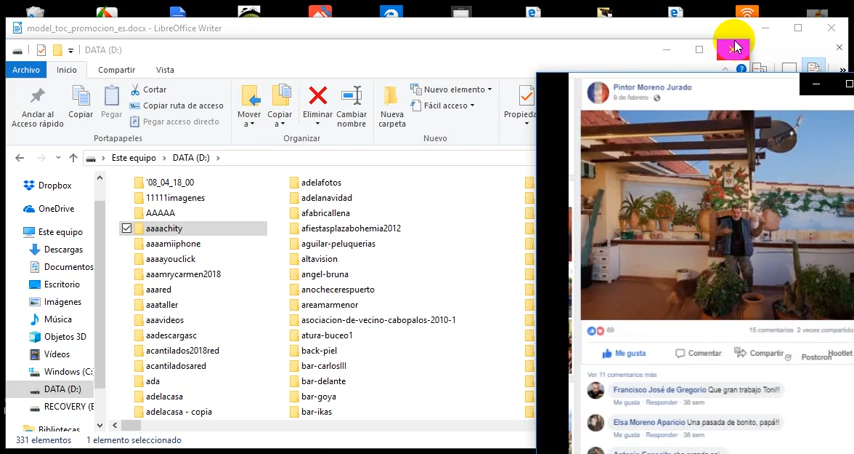 model_toc_promocion_es.docx - LibreOffice Writer
DATA (D:)
Archivo Inicio Compartir Vista
Anclar al Acceso rápido
Copiar
Pegar
Cortar
Copiar ruta de acceso
Pegar acceso directo
Mover a
Copiar a
Eliminar
Cambiar nombre
Nueva carpeta
Nuevo elemento
Fácil acceso
Portapapeles
Organizar
Nuevo
Este equipo > DATA (D:) >
Dropbox
OneDrive
Este equipo
Descargas
Documentos
Escritorio
Imágenes
Música
Objetos 3D
Vídeos
Windows (C:
DATA (D:)
RECOVERY (E
Bibliotecas
'08_04_18_00
11111imagenes
AAAAA
aaaachity
aaaamiiphone
aaaayouclick
aaamrycarmen2018
aaared
aaataller
aaavideos
aadescargasc
acantilados2018red
acantiladosared
ada
adelacasa
adelacasa - copia
adelafotos
adelanavidad
afabricallena
afiestasplazabohemia2012
aguilar-peluquerias
altavision
angel-bruna
anochecerespuerto
areamarmenor
asociacion-de-vecino-cabopalos-2010-1
atura-buceo1
back-piel
bar-carlosIII
bar-delante
bar-goya
bar-ikas
331 elementos 1 elemento seleccionado
Pintor Moreno Jurado
9 de febrero
69
15 comentarios 2 veces compartido
Me gusta Comentar Compartir Hootlet
Ver 11 comentarios más
Francisco José de Gregorio Que gran trabajo Toni!!
Me gusta Responder 38 sem
Elsa Moreno Aparicio Una pasada de bonito, papá!!
Me gusta Responder 38 sem